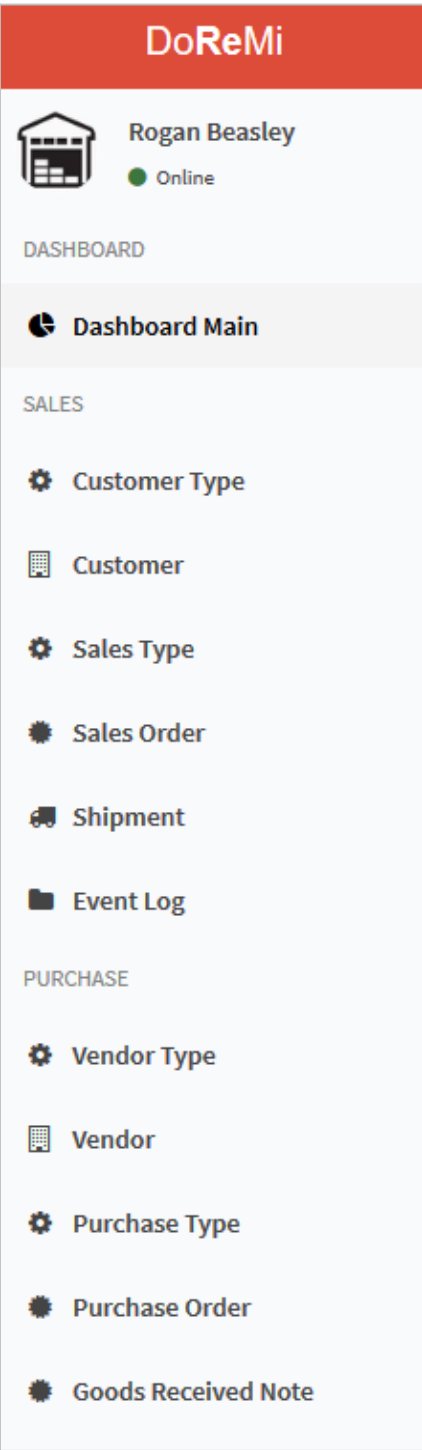 DoReMi
Rogan Beasley
Online
DASHBOARD
Dashboard Main
SALES
Customer Type
Customer
Sales Type
Sales Order
Shipment
Event Log
PURCHASE
Vendor Type
Vendor
Purchase Type
Purchase Order
Goods Received Note